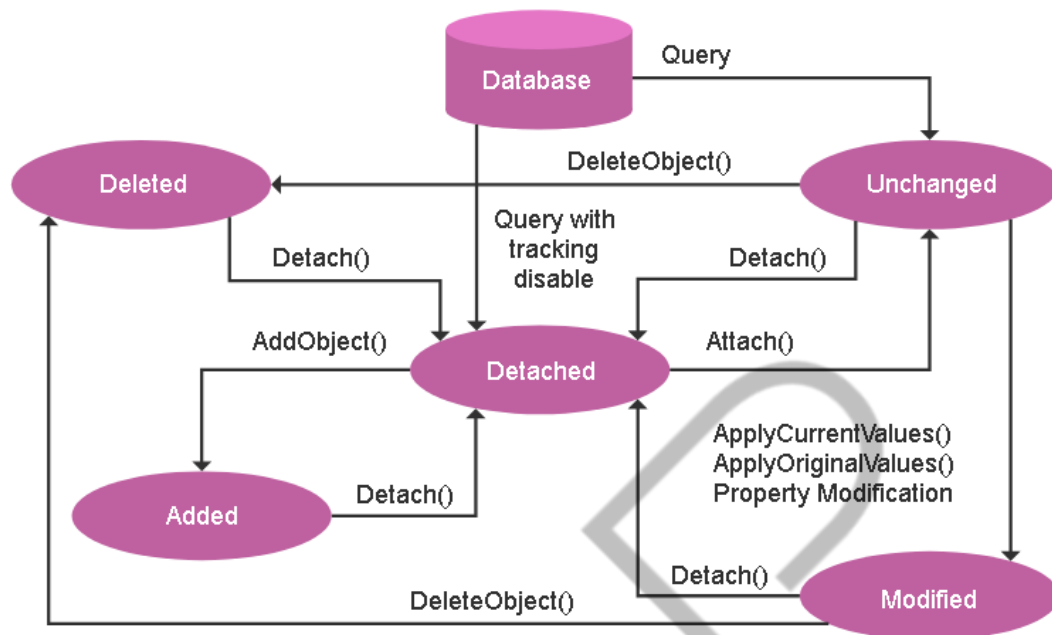 Query
Database
DeleteObject()
Deleted
Unchanged
Query with
tracking
disable
Detach()
Detach()
AddObject()
Attach()
Detached
ApplyCurrentValues()
ApplyOriginalValues()
Property Modification
Detach()
Added
Detach()
DeleteObject()
Modified